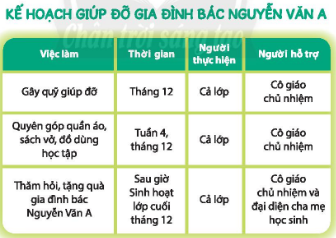 KẾ HOẠCH GIÚP ĐỠ GIA ĐÌNH BÁC NGUYỄN VĂN A
Chân trời sáng tạo
Việc làm
Thời gian
Người
thực hiện
Người hỗ trợ
Gây quỹ giúp đỡ
Tháng 12
Cả lớp
Cô giáo
chủ nhiệm
Quyên góp quần áo,
sách vở, đồ dùng
học tập
Tuần 4,
tháng 12
Cả lớp
Cô giáo
chủ nhiệm
Thăm hỏi, tặng quà
gia đình bác
Nguyễn Văn A
Sau giờ
Sinh hoạt
lớp cuối
tháng 12
Cả lớp
Cô giáo
chủ nhiệm và
đại diện cha mẹ
học sinh